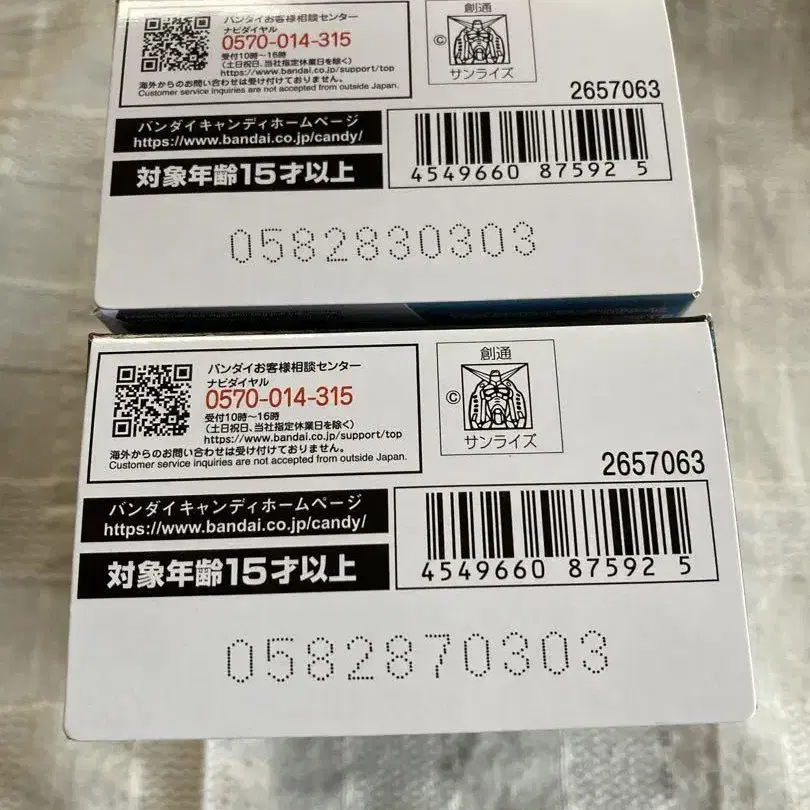 バンダイお客様相談センター
ナビダイヤル
0570-014-315
受付10時〜16時
(土日祝日、当社指定休業日を除く)
https://www.bandai.co.jp/support/top
海外からのお問い合わせは受け付けておりません。
Customer service inquiries are not accepted from outside Japan.
©
サンライズ
2657063
バンダイキャンディホームページ
https://www.bandai.co.jp/candy/
対象年齢15才以上
4549660 87592 5
0582830303
バンダイお客様相談センター
ナビダイヤル
0570-014-315
受付10時〜16時
(土日祝日、当社指定休業日を除く)
https://www.bandai.co.jp/support/top
海外からのお問い合わせは受け付けておりません。
Customer service inquiries are not accepted from outside Japan.
創通
©
サンライズ
2657063
バンダイキャンディホームページ
https://www.bandai.co.jp/candy/
対象年齢15才以上
4549660 87592 5
0582870303